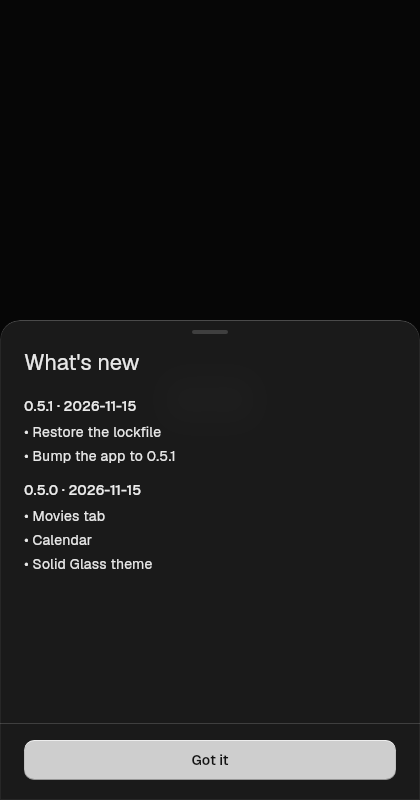 What's new
0.5.1 · 2026-11-15
• Restore the lockfile
• Bump the app to 0.5.1
0.5.0 · 2026-11-15
• Movies tab
• Calendar
• Solid Glass theme
Got it